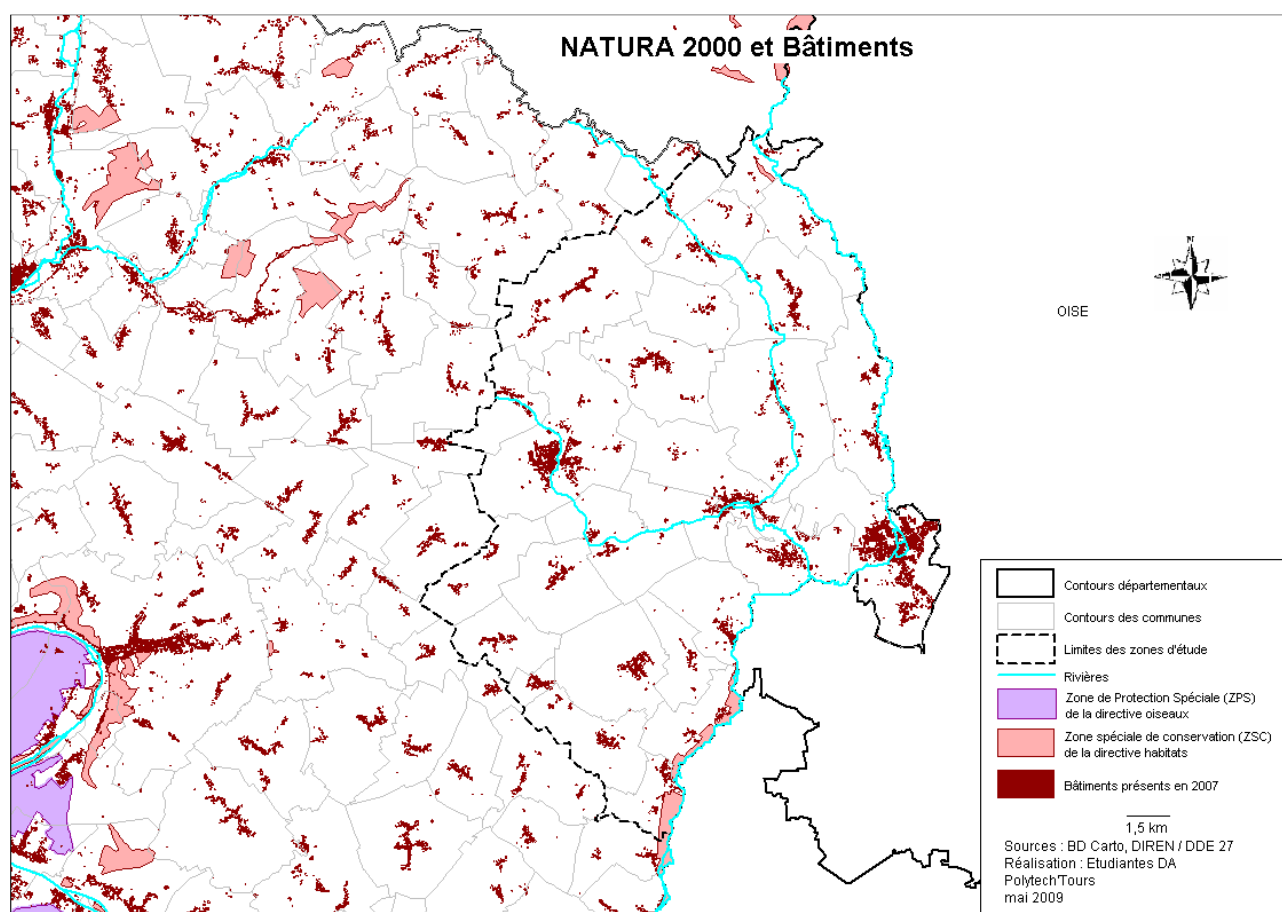 NATURA 2000 et Bâtiments
N
OISE
Contours départementaux
Contours des communes
Limites des zones d'étude
Rivières
Zone de Protection Spéciale (ZPS)
de la directive oiseaux
Zone spéciale de conservation (ZSC)
de la directive habitats
Bâtiments présents en 2007
1,5 km
Sources : BD Carto, DIREN / DDE 27
Réalisation : Etudiantes DA
Polytech'Tours
mai 2009